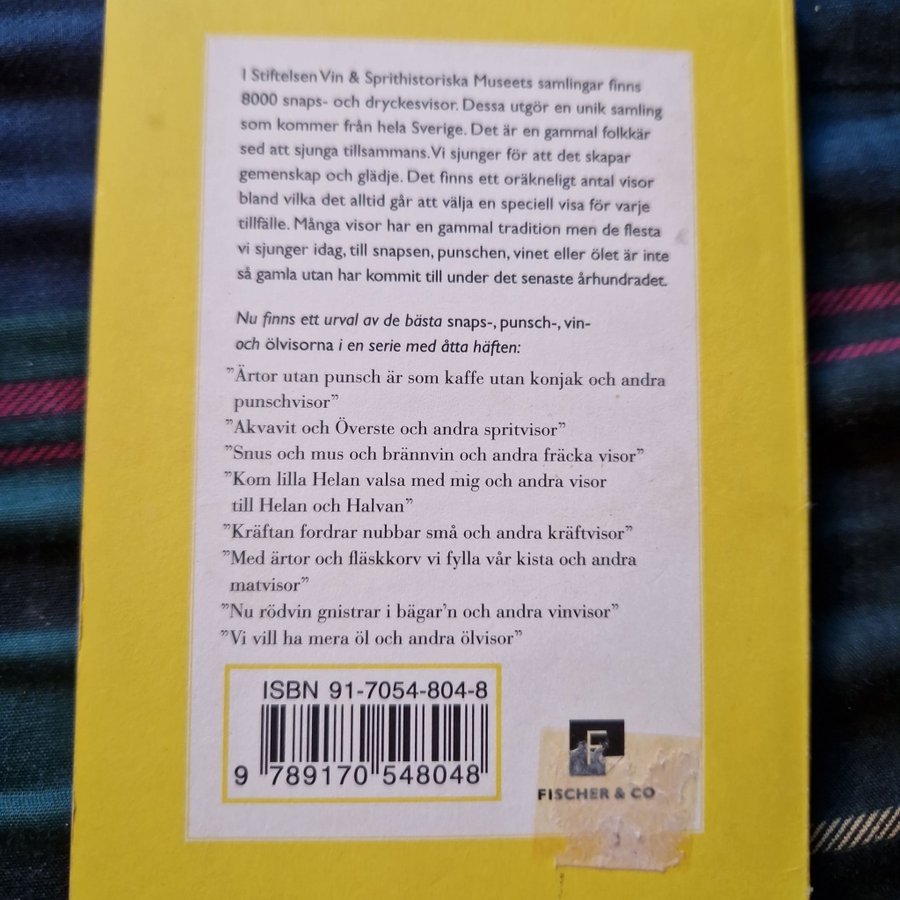 I Stiftelsen Vin & Sprithistoriska Museets samlingar finns
8000 snaps- och dryckesvisor. Dessa utgör en unik samling
som kommer från hela Sverige. Det är en gammal folkkär
sed att sjunga tillsammans. Vi sjunger för att det skapar
gemenskap och glädje. Det finns ett oräkneligt antal visor
bland vilka det alltid går att välja en speciell visa för varje
tillfälle. Många visor har en gammal tradition men de flesta
vi sjunger idag, till snapsen, punschen, vinet eller ölet är inte
så gamla utan har kommit till under det senaste århundradet.
Nu finns ett urval av de bästa snaps-, punsch-, vin-
och ölvisorna i en serie med åtta häften:
”Ärtor utan punsch är som kaffe utan konjak och andra
punschvisor”
”Akvavit och Överste och andra spritvisor”
”Snus och mus och brännvin och andra fräcka visor”
”Kom lilla Helan valsa med mig och andra visor
till Helan och Halvan”
”Kräftan fordrar nubbar små och andra kräftvisor”
”Med ärtor och fläskkorv vi fylla vår kista och andra
matvisor”
”Nu rödvin gnistrar i bägar’n och andra vinvisor”
”Vi vill ha mera öl och andra ölvisor”
ISBN 91-7054-804-8
9 789170 548048
F
FISCHER & CO